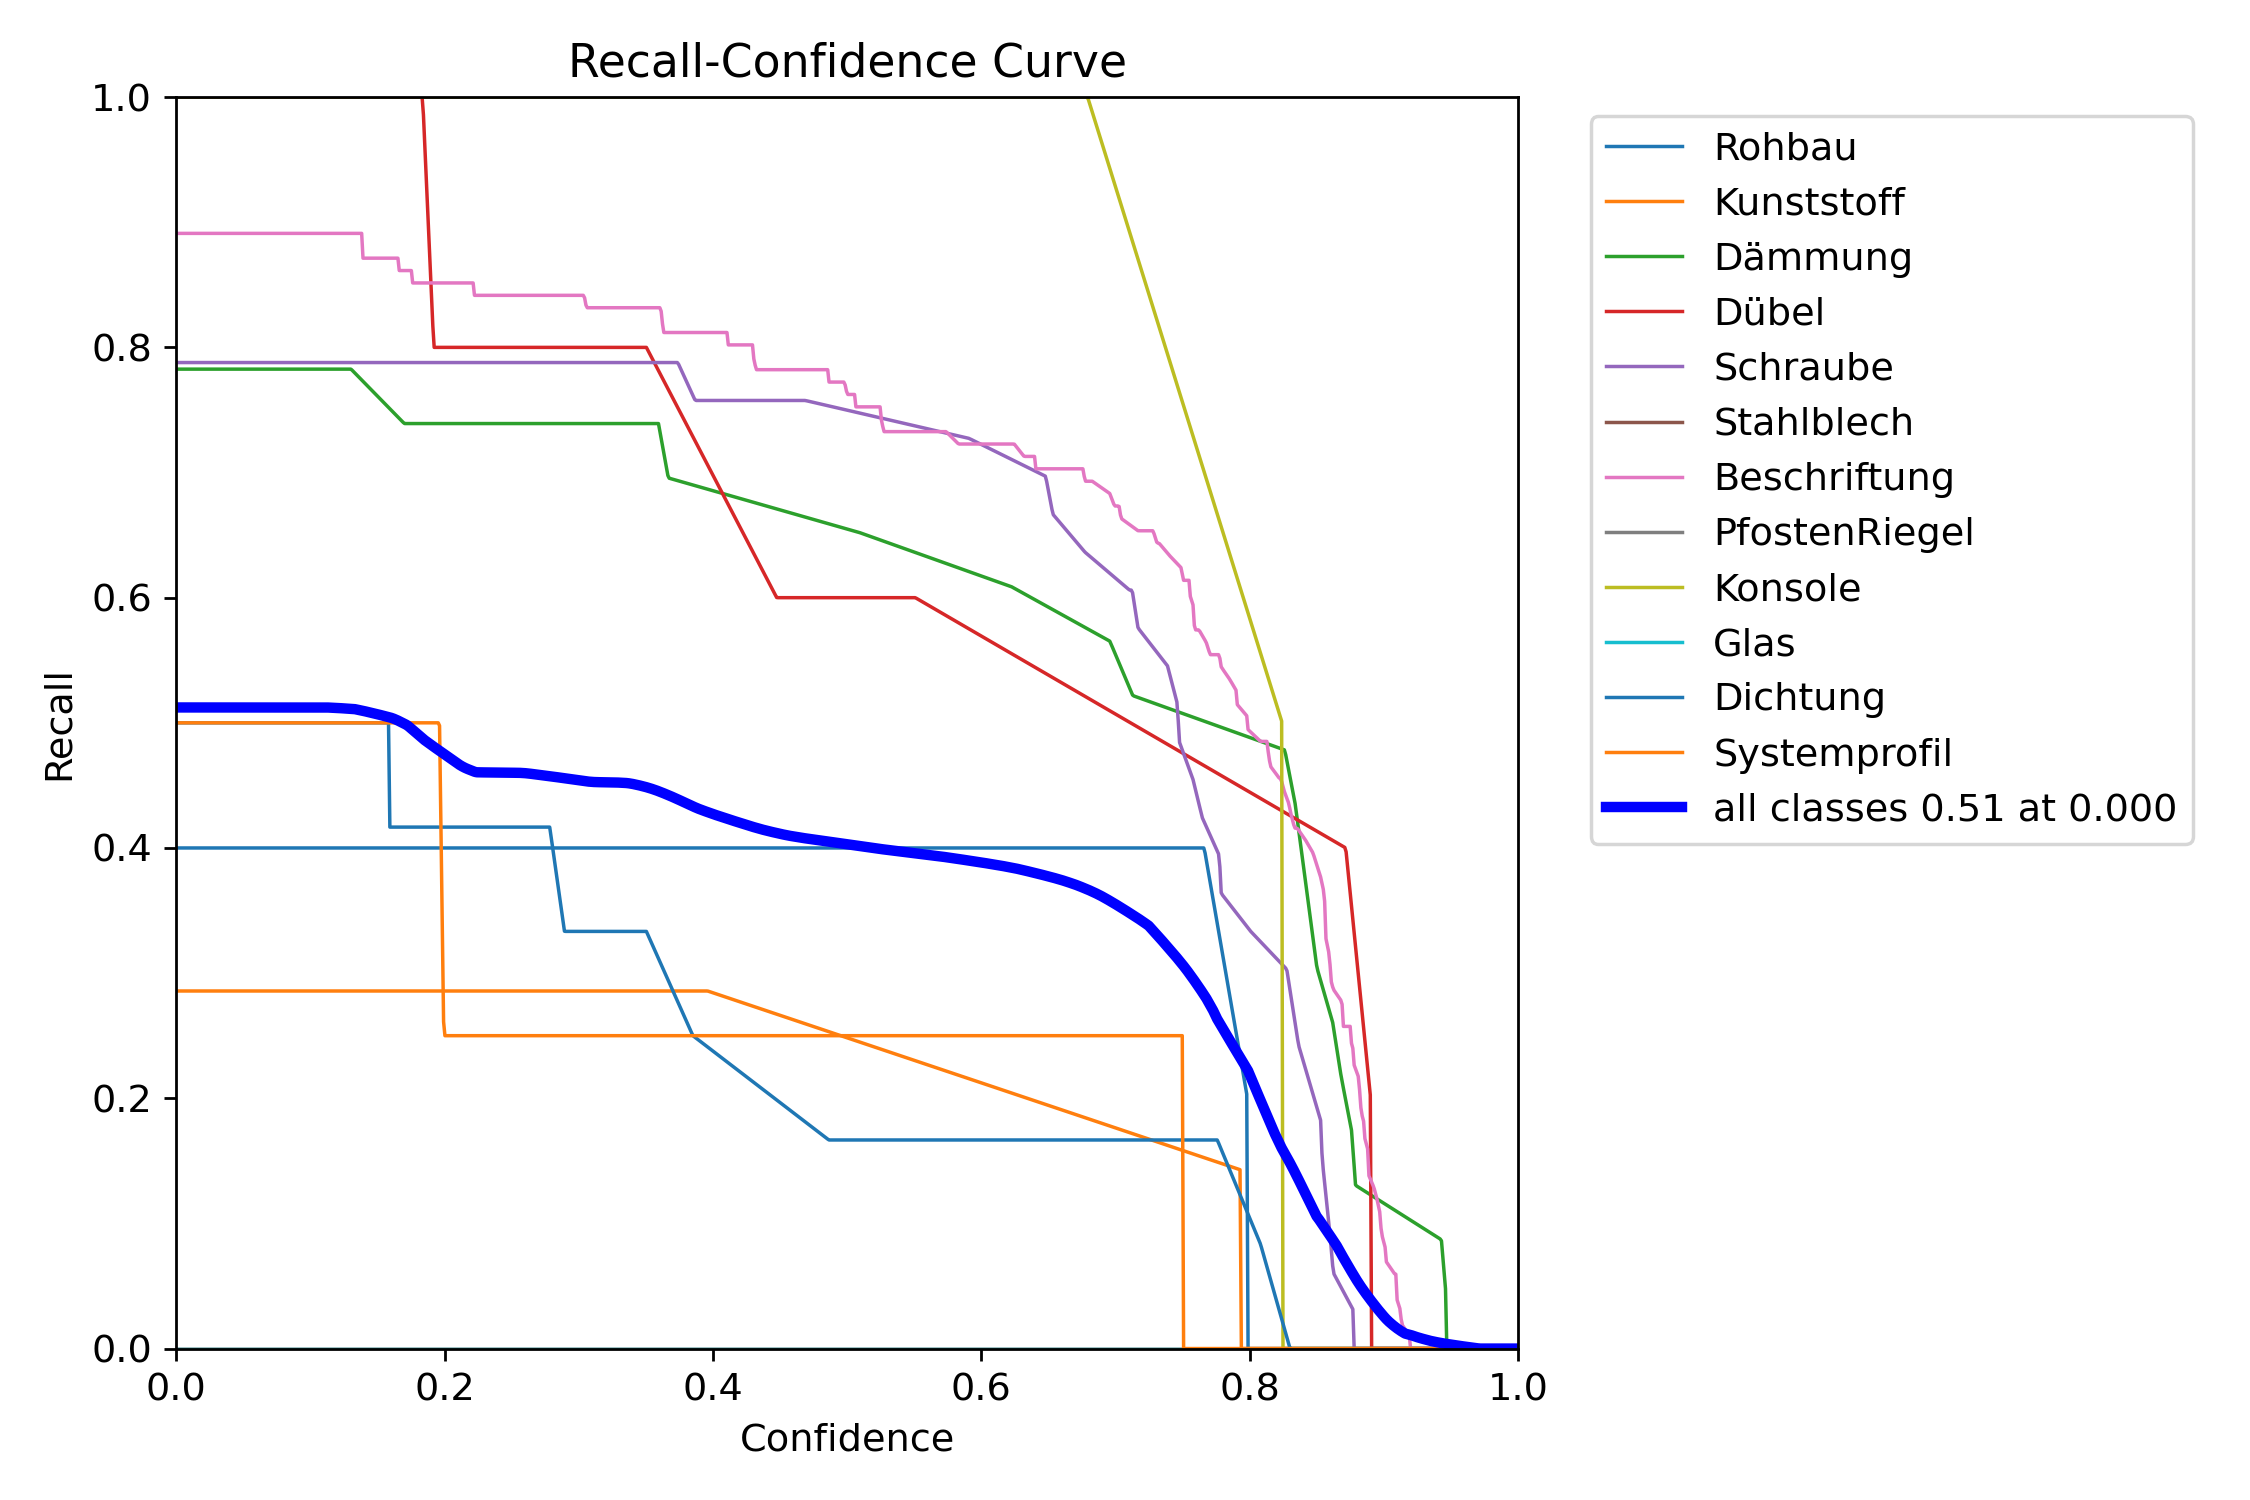 Recall-Confidence Curve
1.0
0.8
0.6
0.4
0.2
0.0
Recall
0.0 0.2 0.4 0.6 0.8 1.0
Confidence
Rohbau
Kunststoff
Dämmung
Dübel
Schraube
Stahlblech
Beschriftung
PfostenRiegel
Konsole
Glas
Dichtung
Systemprofil
all classes 0.51 at 0.000